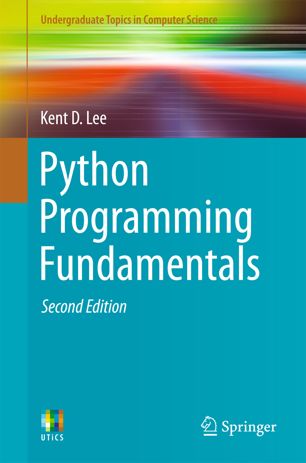 Undergraduate Topics in Computer Science
Kent D. Lee
Python
Programming
Fundamentals
Second Edition
UTiCS
Springer